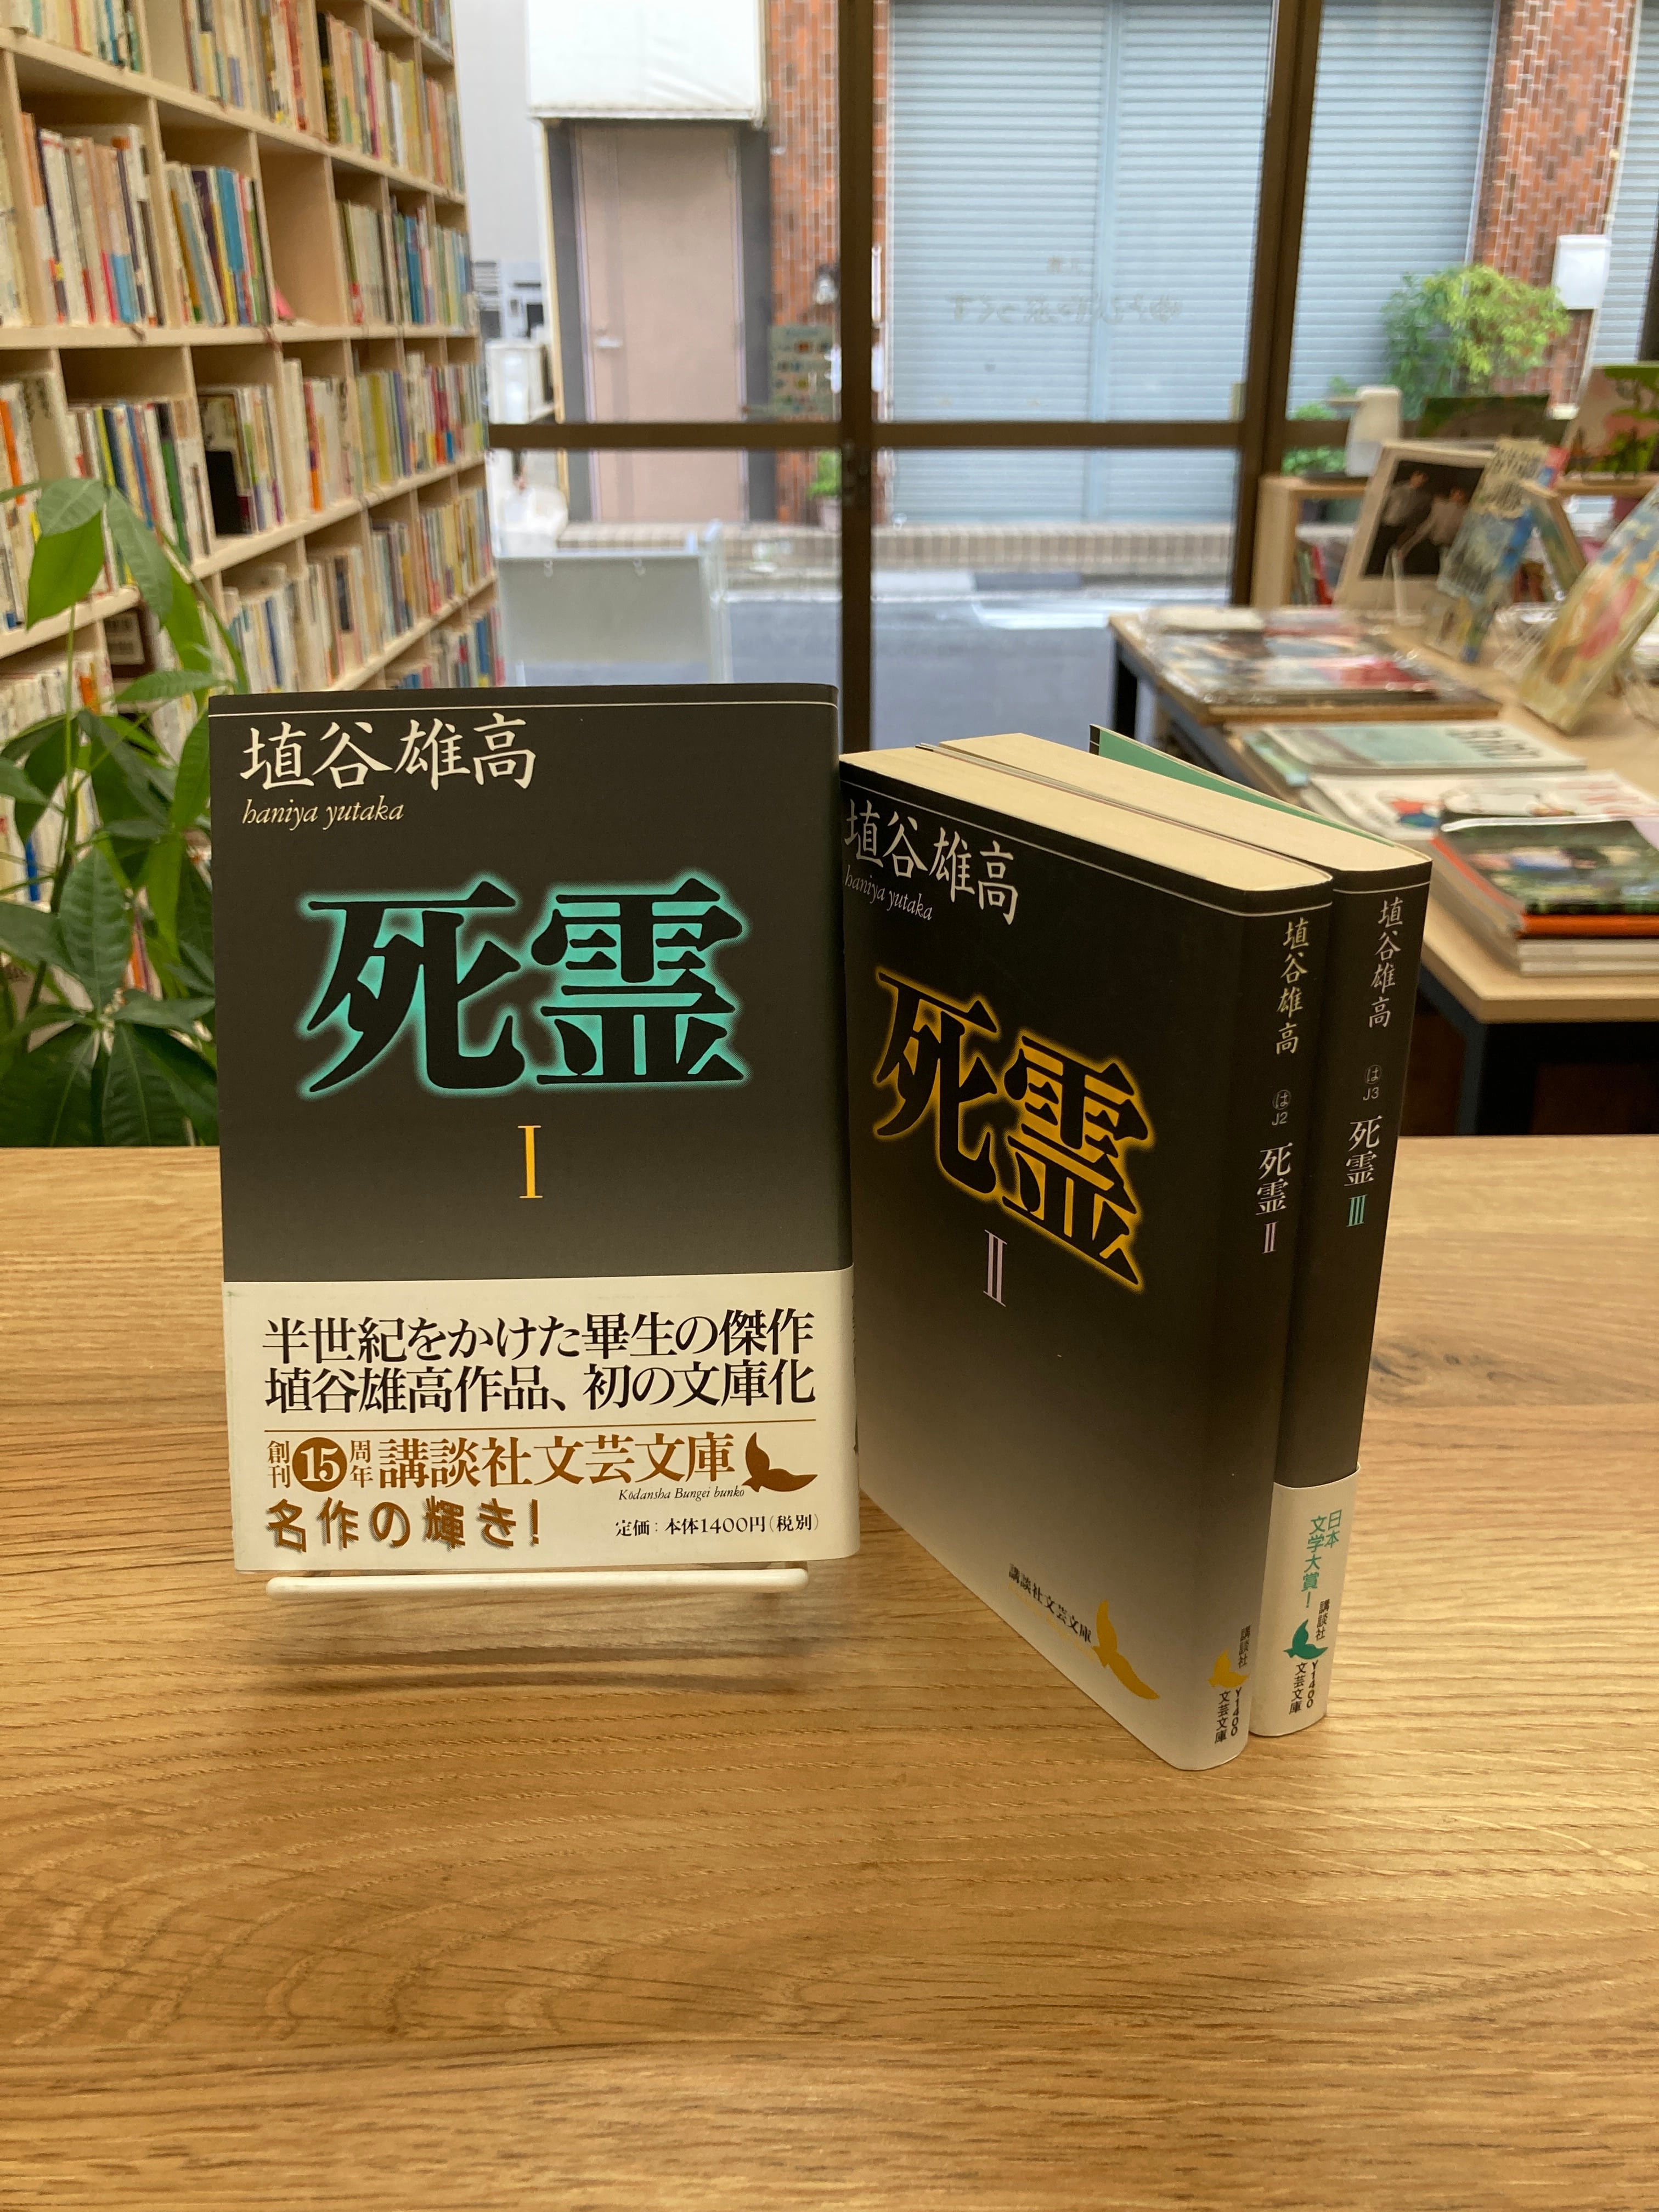 埴谷雄高
haniya yutaka
死霊
I
半世紀をかけた畢生の傑作
埴谷雄高作品、初の文庫化
創刊15周年 講談社文芸文庫
Kōdansha Bungei bunko
名作の輝き!
定価:本体1400円(税別)
埴谷雄高
haniya yutaka
死霊
II
講談社文芸文庫
埴谷雄高 は J2 死霊 II
講談社
文芸文庫
¥1400
埴谷雄高 は J3 死霊 III
日本
文学大賞!
講談社
文芸文庫
¥1400